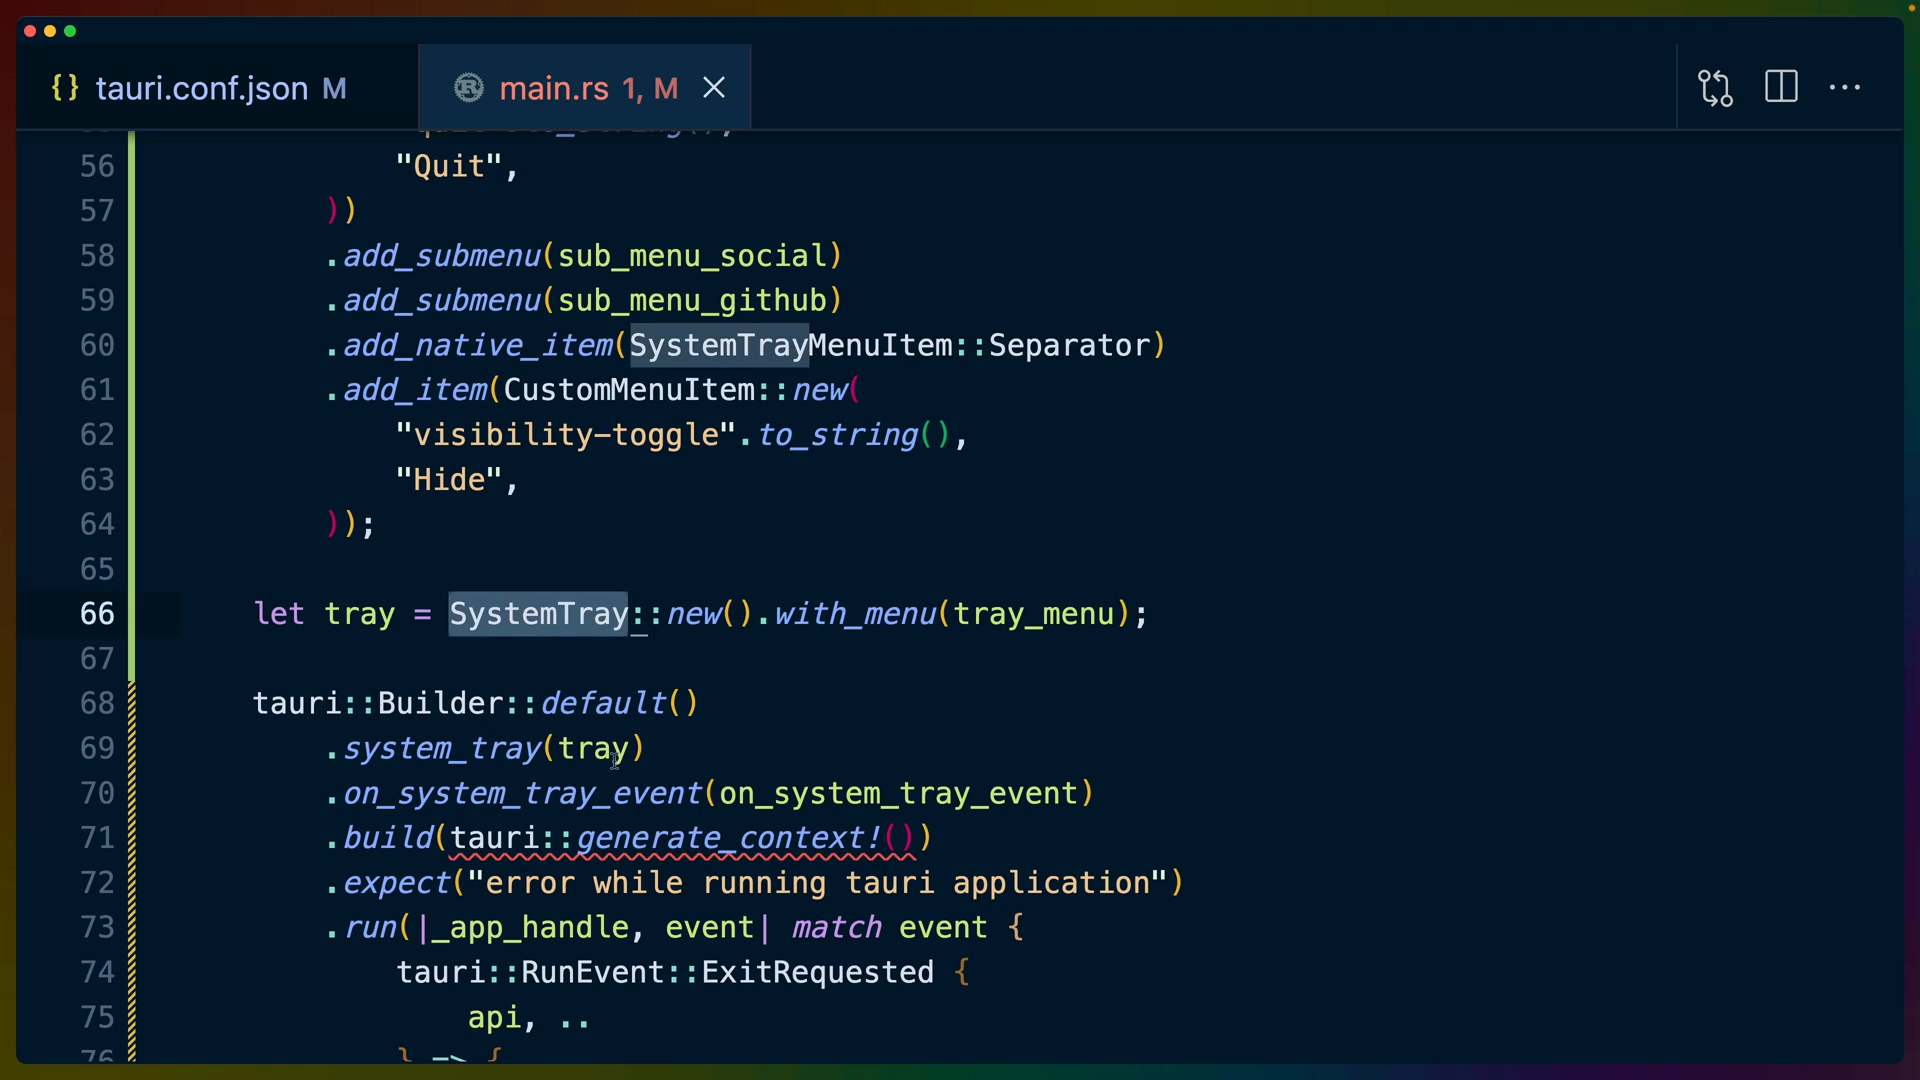 {} tauri.conf.json M
main.rs 1, M
56 "Quit",
57 ))
58 .add_submenu(sub_menu_social)
59 .add_submenu(sub_menu_github)
60 .add_native_item(SystemTrayMenuItem::Separator)
61 .add_item(CustomMenuItem::new(
62 "visibility-toggle".to_string(),
63 "Hide",
64 ));
65
66 let tray = SystemTray::new().with_menu(tray_menu);
67
68 tauri::Builder::default()
69 .system_tray(tray)
70 .on_system_tray_event(on_system_tray_event)
71 .build(tauri::generate_context!())
72 .expect("error while running tauri application")
73 .run(|_app_handle, event| match event {
74 tauri::RunEvent::ExitRequested {
75 api, ..
76 } => {